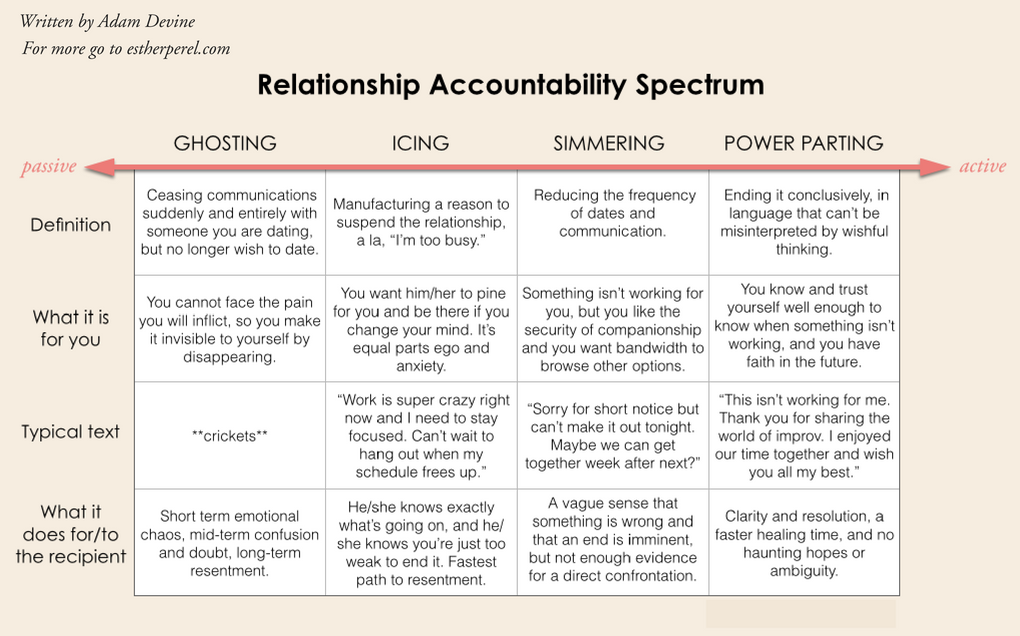 Written by Adam Devine
For more go to estherperel.com
Relationship Accountability Spectrum
GHOSTING
ICING
SIMMERING
POWER PARTING
passive
active
Definition
Ceasing communications
suddenly and entirely with
someone you are dating,
but no longer wish to date.
Manufacturing a reason to
suspend the relationship,
a la, “I’m too busy.”
Reducing the frequency
of dates and
communication.
Ending it conclusively, in
language that can’t be
misinterpreted by wishful
thinking.
What it is
for you
You cannot face the pain
you will inflict, so you make
it invisible to yourself by
disappearing.
You want him/her to pine
for you and be there if you
change your mind. It’s
equal parts ego and
anxiety.
Something isn’t working for
you, but you like the
security of companionship
and you want bandwidth to
browse other options.
You know and trust
yourself well enough to
know when something isn’t
working, and you have
faith in the future.
Typical text
**crickets**
“Work is super crazy right
now and I need to stay
focused. Can’t wait to
hang out when my
schedule frees up.”
“Sorry for short notice but
can’t make it out tonight.
Maybe we can get
together week after next?”
“This isn’t working for me.
Thank you for sharing the
world of improv. I enjoyed
our time together and wish
you all my best.”
What it
does for/to
the recipient
Short term emotional
chaos, mid-term confusion
and doubt, long-term
resentment.
He/she knows exactly
what’s going on, and he/
she knows you’re just too
weak to end it. Fastest
path to resentment.
A vague sense that
something is wrong and
that an end is imminent,
but not enough evidence
for a direct confrontation.
Clarity and resolution, a
faster healing time, and no
haunting hopes or
ambiguity.